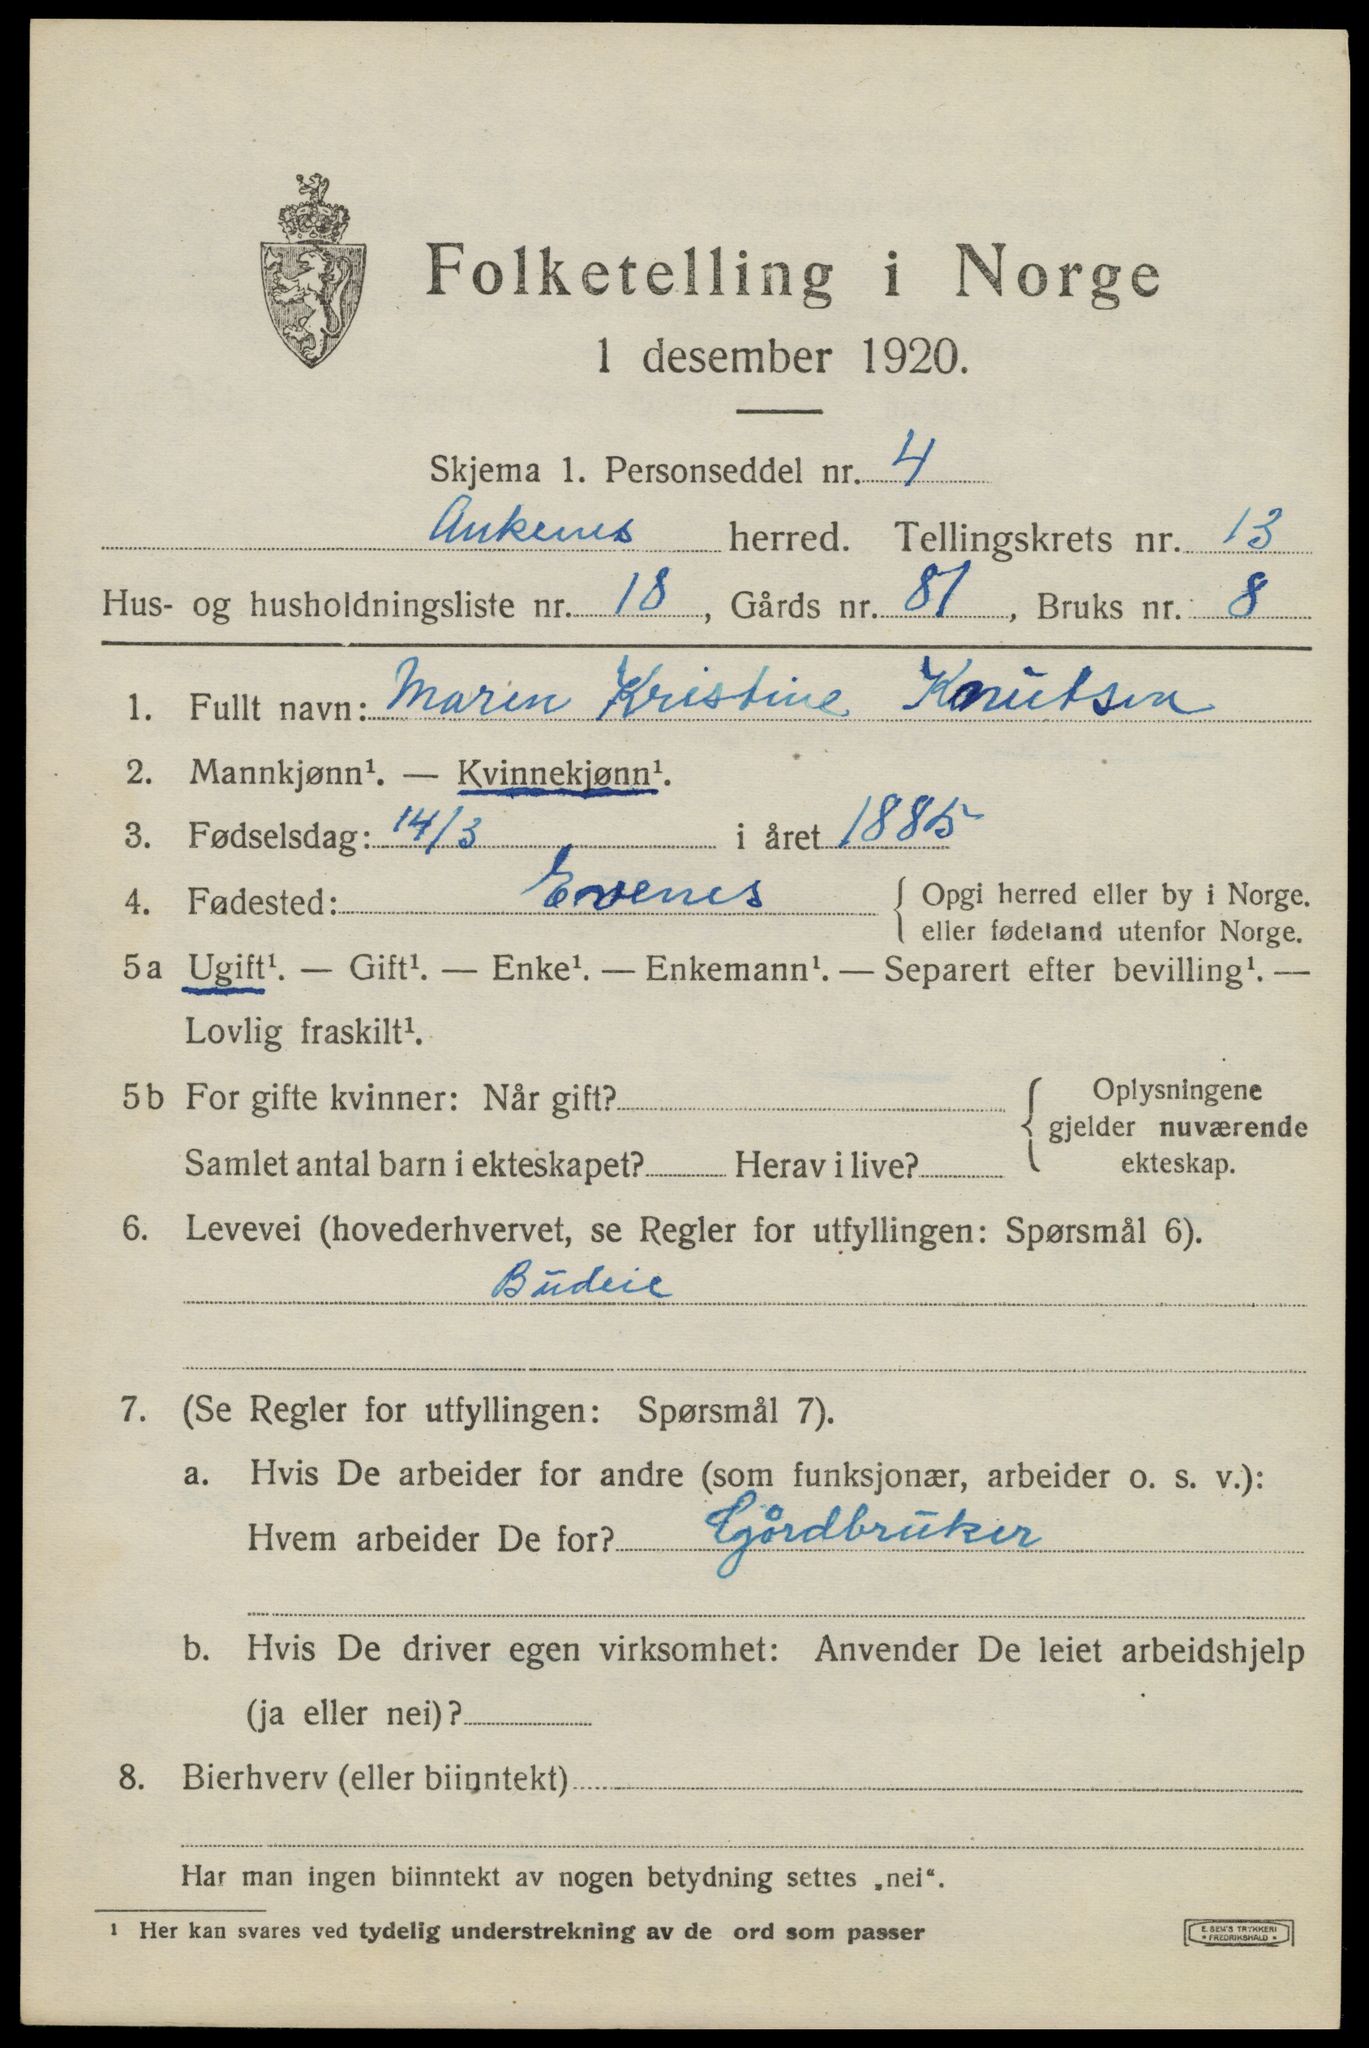 Folketelling i Norge
1 desember 1920.
Skjema 1. Personseddel nr. 4
Ankenes herred. Tellingskrets nr. 13
Hus- og husholdningsliste nr. 18, Gårds nr. 81, Bruks nr. 8
1. Fullt navn: Maren Kristine Knutsen
2. Mannkjønn¹. — Kvinnekjønn¹.
3. Fødselsdag: 14/3 i året 1885
4. Fødested: Evenes { Opgi herred eller by i Norge.
eller fødeland utenfor Norge.
5a Ugift¹. — Gift¹. — Enke¹. — Enkemann¹. — Separert efter bevilling¹. —
Lovlig fraskilt¹.
5b For gifte kvinner: Når gift? { Oplysningene
gjelder nuværende
Samlet antal barn i ekteskapet? Herav i live? ekteskap.
6. Levevei (hovederhvervet, se Regler for utfyllingen: Spørsmål 6).
Budeie
7. (Se Regler for utfyllingen: Spørsmål 7).
a. Hvis De arbeider for andre (som funksjonær, arbeider o. s. v.):
Hvem arbeider De for? Gårdbruker
b. Hvis De driver egen virksomhet: Anvender De leiet arbeidshjelp
(ja eller nei)?
8. Bierhverv (eller biinntekt)
Har man ingen biinntekt av nogen betydning settes „nei“.
¹ Her kan svares ved tydelig understrekning av de ord som passer
E. SEM'S TRYKKERI
* FREDRIKSHALD *